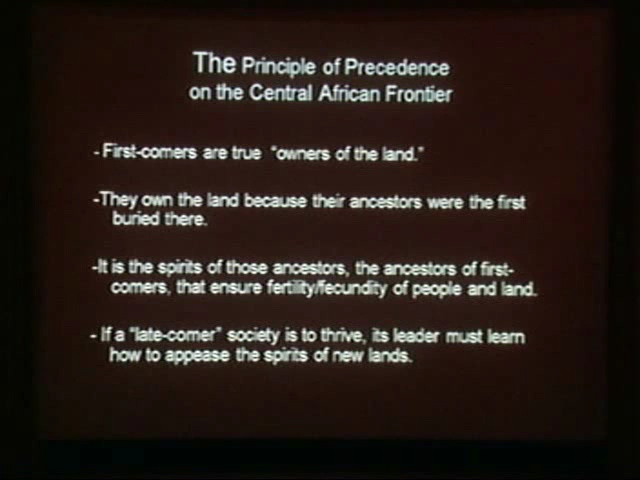 The Principle of Precedence
on the Central African Frontier
- First-comers are true "owners of the land."
-They own the land because their ancestors were the first
buried there.
-It is the spirits of those ancestors, the ancestors of first-
comers, that ensure fertility/fecundity of people and land.
- If a "late-comer" society is to thrive, its leader must learn
how to appease the spirits of new lands.